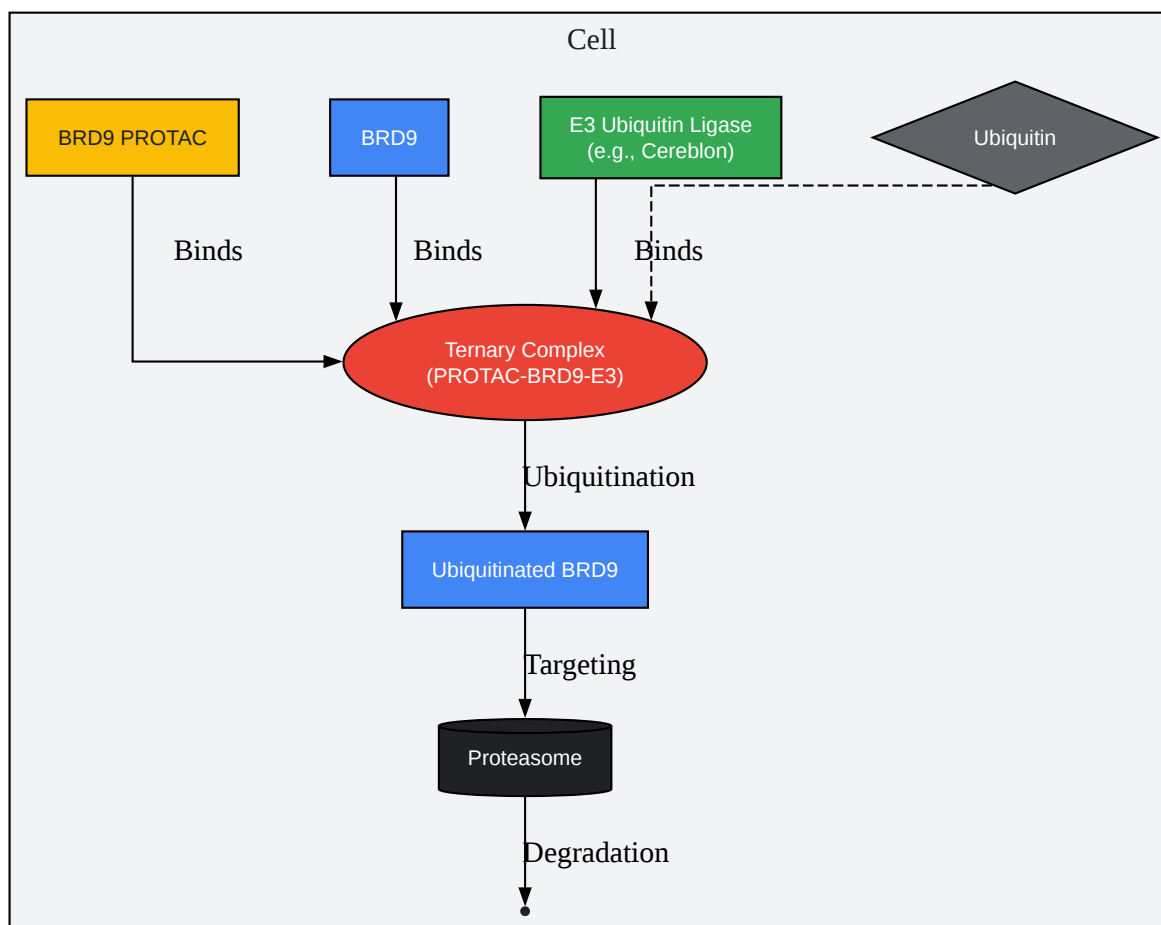 Cell
BRD9 PROTAC
BRD9
E3 Ubiquitin Ligase
(e.g., Cereblon)
Ubiquitin
Binds
Binds
Binds
Ternary Complex
(PROTAC-BRD9-E3)
Ubiquitination
Ubiquitinated BRD9
Targeting
Proteasome
Degradation